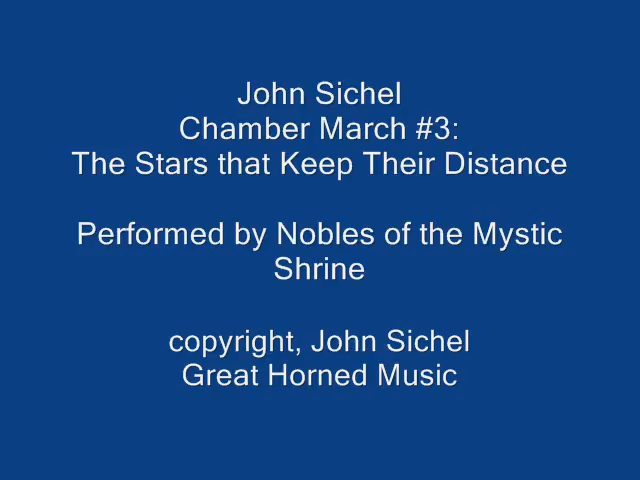 John Sichel
Chamber March #3:
The Stars that Keep Their Distance
Performed by Nobles of the Mystic
Shrine
copyright, John Sichel
Great Horned Music